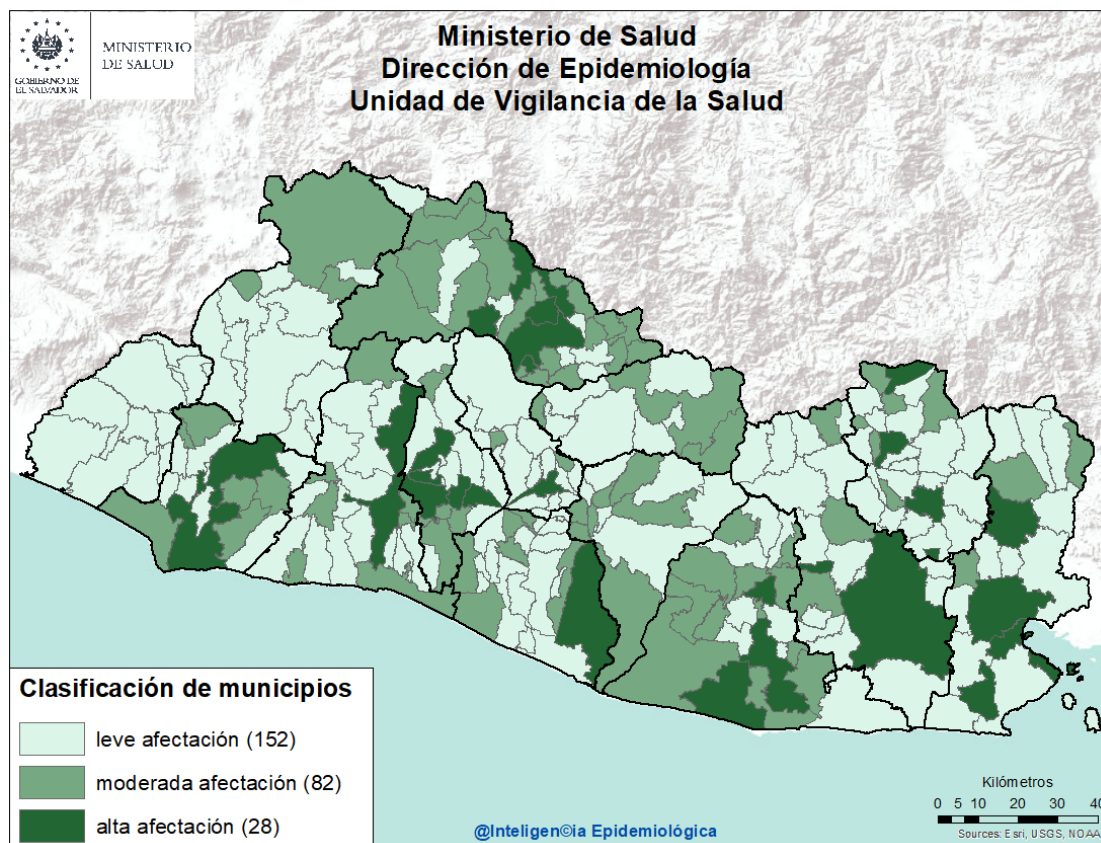 GOBIERNO DE
EL SALVADOR
MINISTERIO
DE SALUD
Ministerio de Salud
Dirección de Epidemiología
Unidad de Vigilancia de la Salud
Clasificación de municipios
leve afectación (152)
moderada afectación (82)
alta afectación (28)
@Inteligen©ia Epidemiológica
Kilómetros
0 5 10 20 30 40
Sources: Esri, USGS, NOAA